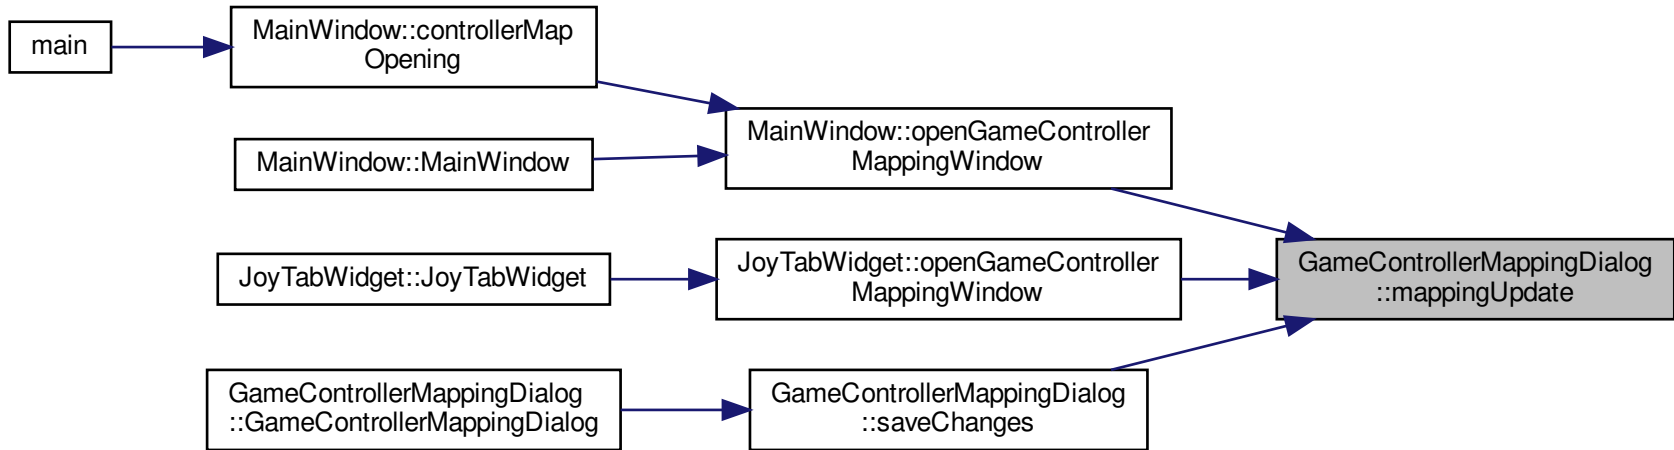 main
MainWindow::controllerMap
Opening
MainWindow::openGameController
MappingWindow
MainWindow::MainWindow
JoyTabWidget::openGameController
MappingWindow
JoyTabWidget::JoyTabWidget
GameControllerMappingDialog
::mappingUpdate
GameControllerMappingDialog
::GameControllerMappingDialog
GameControllerMappingDialog
::saveChanges